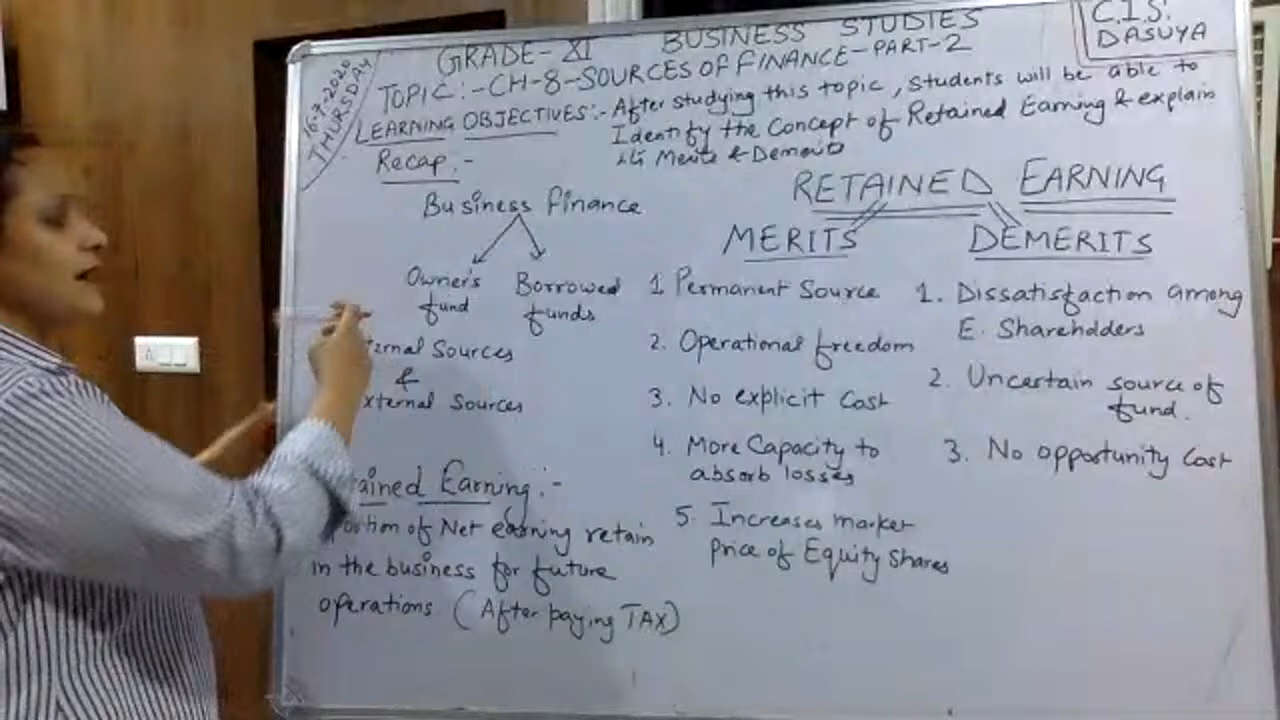 16-7-2020
THURSDAY
GRADE-XI BUSINESS STUDIES
C.I.S.
DASUYA
TOPIC:-CH-8-SOURCES OF FINANCE-PART-2
LEARNING OBJECTIVES:-After studying this topic, Students will be able to
Identify the Concept of Retained Earning & explain
its Merits & Demerits
Recap:-
Business finance
Owner's
fund
Borrowed
funds
ternal Sources
&
xternal Sources
ained Earning:-
portion of Net earning retain
in the business for future
operations (After paying TAX)
RETAINED EARNING
MERITS
1 Permanent Source
2. Operational freedom
3. No explicit Cost
4. More Capacity to
absorb losses
5. Increases market
price of Equity Shares
DEMERITS
1. Dissatisfaction among
E. Shareholders
2. Uncertain source of
fund.
3. No opportunity Cost